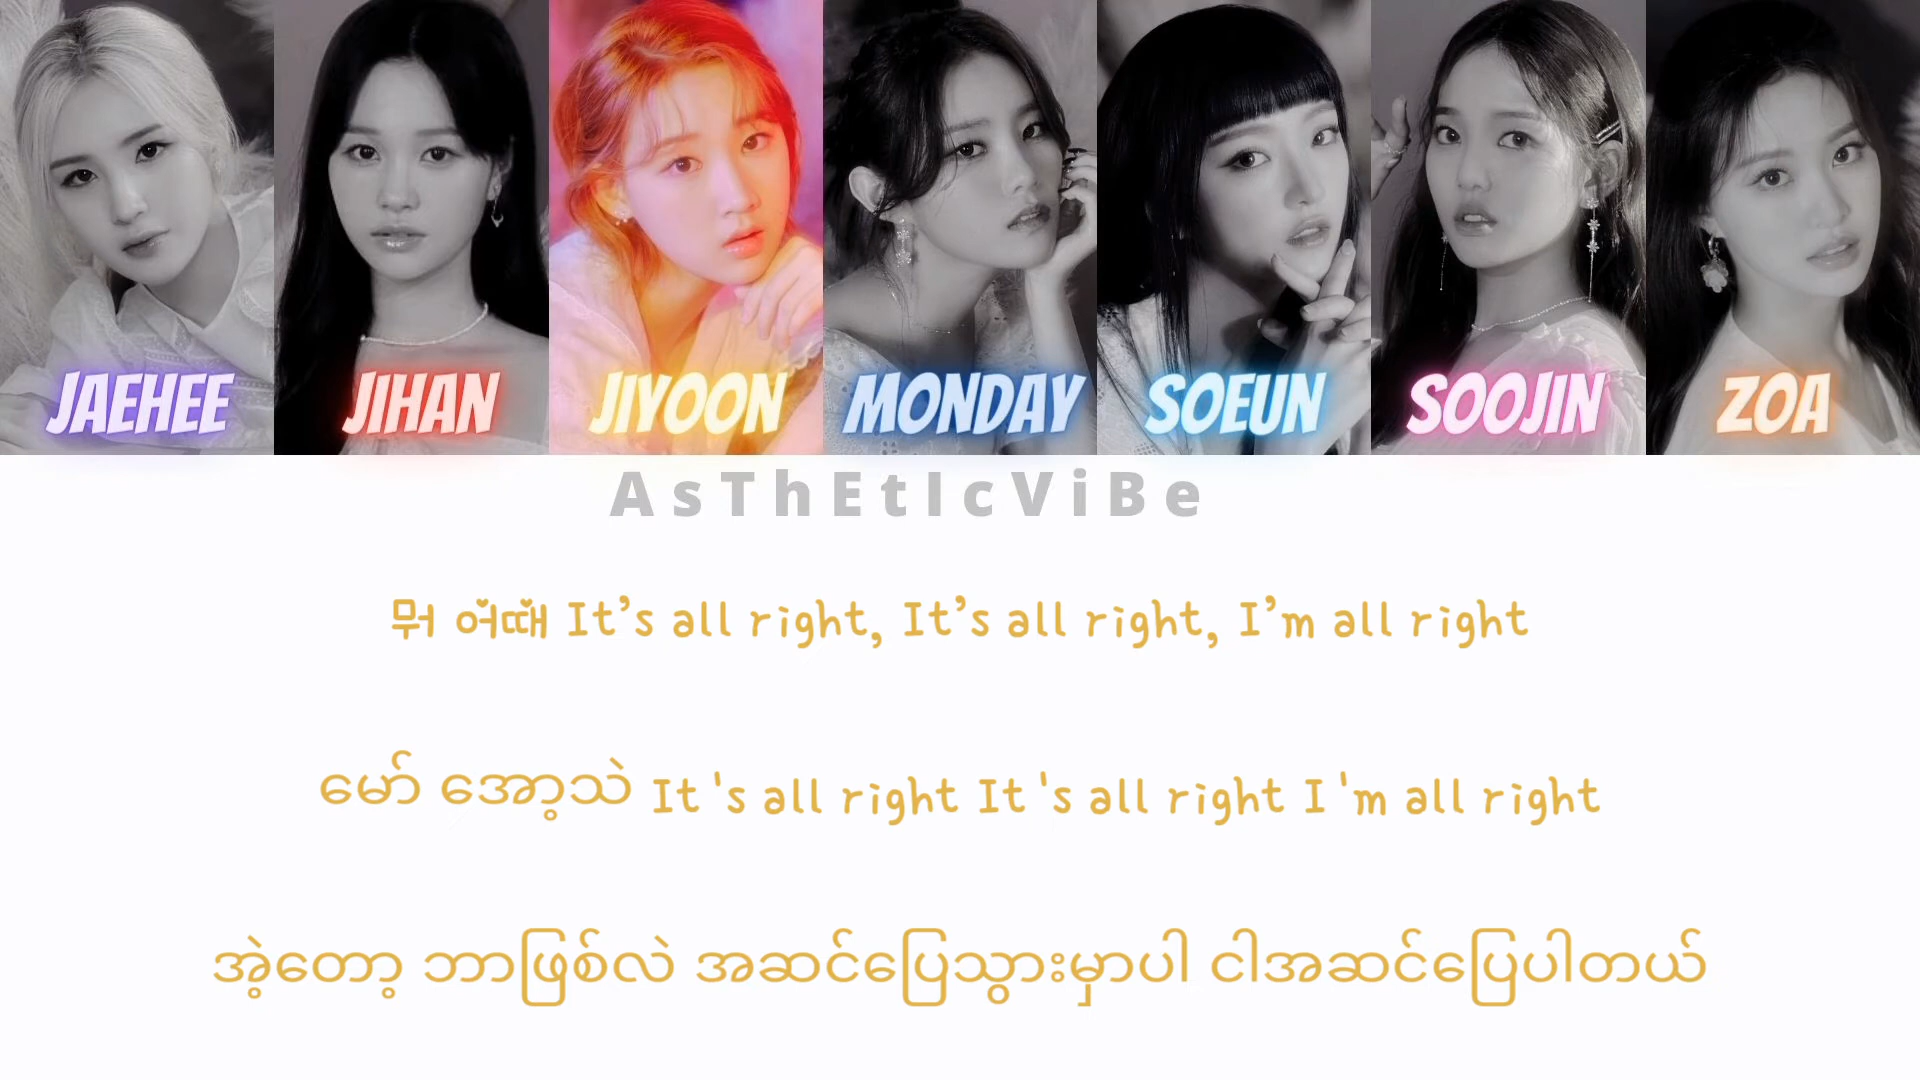 JAEHEE JIHAN JIYOON MONDAY SOEUN SOOJIN ZOA
AsThEtIcViBe
뭐 어때 It’s all right, It’s all right, I’m all right
မော် အော့သဲ It's all right It's all right I'm all right
အဲ့တော့ ဘာဖြစ်လဲ အဆင်ပြေသွားမှာပါ ငါအဆင်ပြေပါတယ်